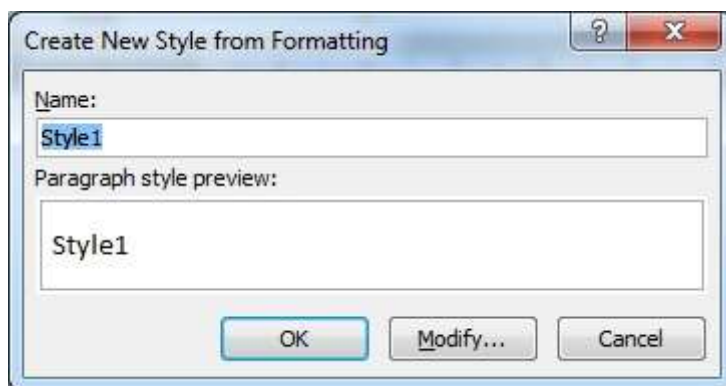 Create New Style from Formatting ? X
Name:
Style1
Paragraph style preview:
Style1
OK Modify... Cancel